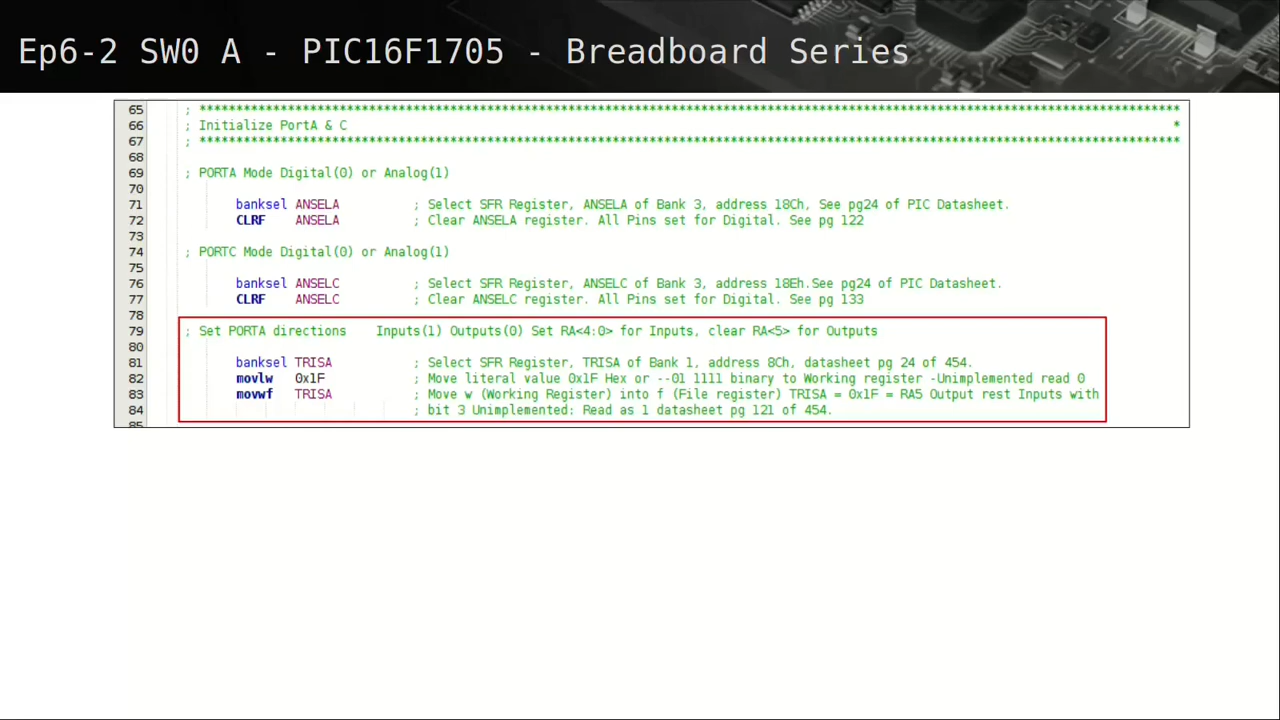 Ep6-2 SW0 A - PIC16F1705 - Breadboard Series
65 ; *************************************************************************************************************************************
66 ; Initialize PortA & C *
67 ; *************************************************************************************************************************************
68
69 ; PORTA Mode Digital(0) or Analog(1)
70
71 banksel ANSELA ; Select SFR Register, ANSELA of Bank 3, address 18Ch, See pg24 of PIC Datasheet.
72 CLRF ANSELA ; Clear ANSELA register. All Pins set for Digital. See pg 122
73
74 ; PORTC Mode Digital(0) or Analog(1)
75
76 banksel ANSELC ; Select SFR Register, ANSELC of Bank 3, address 18Eh.See pg24 of PIC Datasheet.
77 CLRF ANSELC ; Clear ANSELC register. All Pins set for Digital. See pg 133
78
79 ; Set PORTA directions Inputs(1) Outputs(0) Set RA<4:0> for Inputs, clear RA<5> for Outputs
80
81 banksel TRISA ; Select SFR Register, TRISA of Bank 1, address 8Ch, datasheet pg 24 of 454.
82 movlw 0x1F ; Move literal value 0x1F Hex or --01 1111 binary to Working register -Unimplemented read 0
83 movwf TRISA ; Move w (Working Register) into f (File register) TRISA = 0x1F = RA5 Output rest Inputs with
84 ; bit 3 Unimplemented: Read as 1 datasheet pg 121 of 454.
85